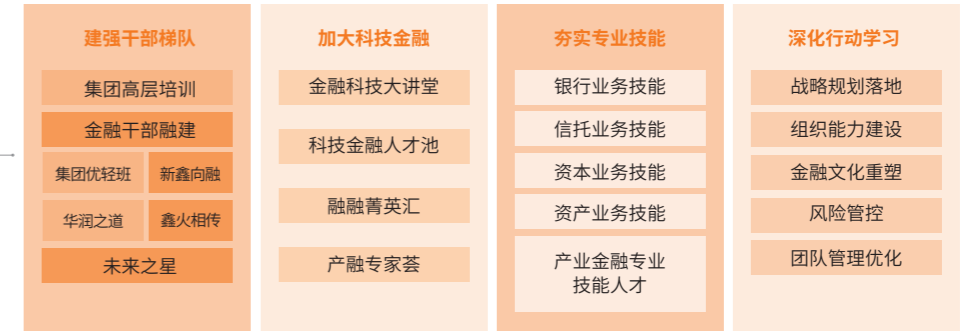 建强干部梯队
集团高层培训
金融干部融建
集团优轻班
新鑫向融
华润之道
鑫火相传
未来之星
加大科技金融
金融科技大讲堂
科技金融人才池
融融菁英汇
产融专家荟
夯实专业技能
银行业务技能
信托业务技能
资本业务技能
资产业务技能
产业金融专业
技能人才
深化行动学习
战略规划落地
组织能力建设
金融文化重塑
风险管控
团队管理优化